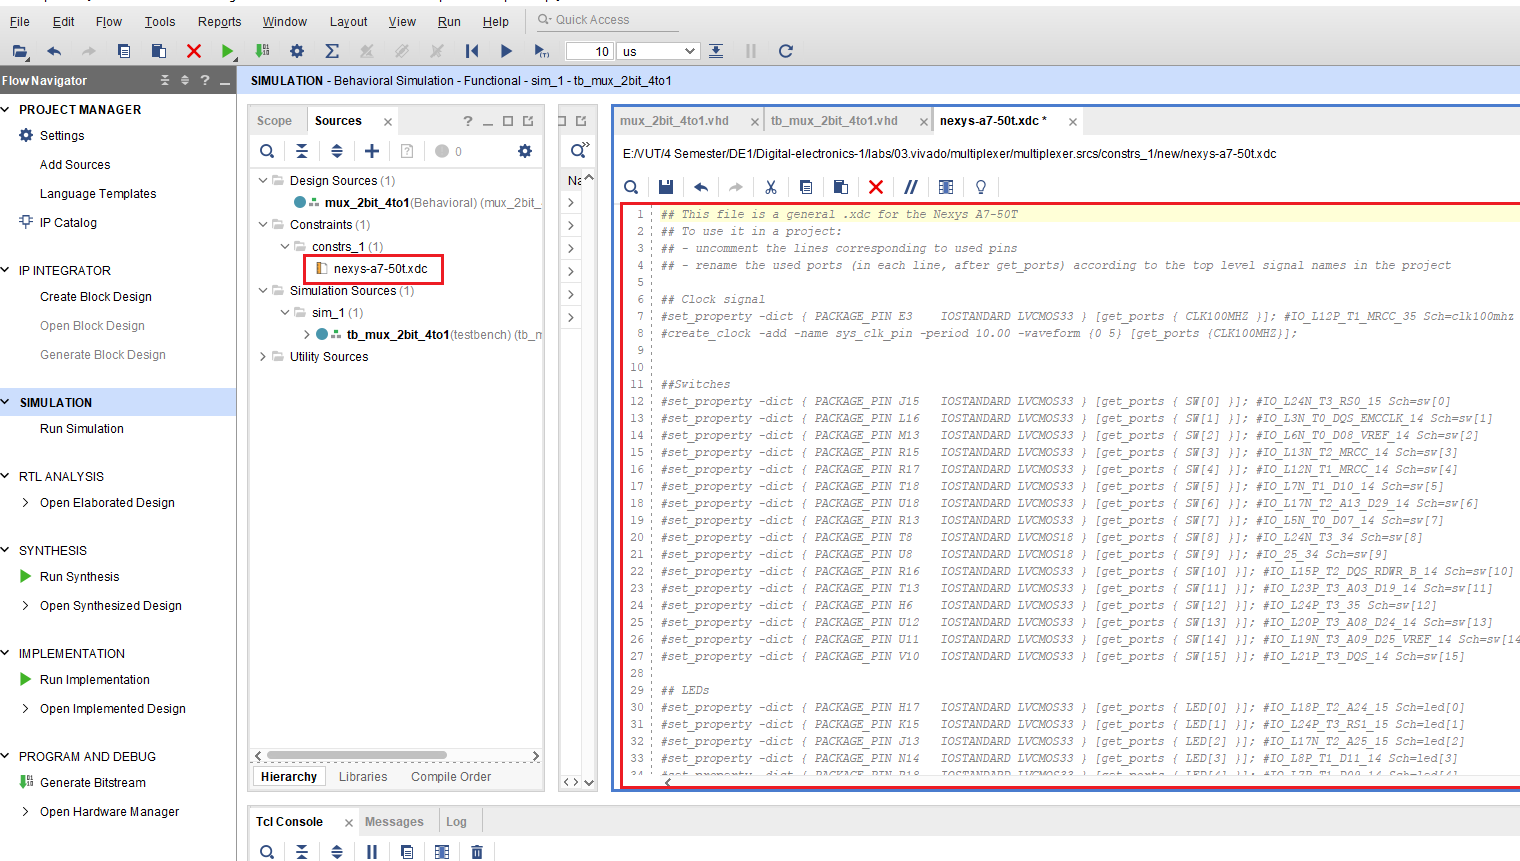 File Edit Flow Tools Reports Window Layout View Run Help Quick Access
10 us
Flow Navigator
SIMULATION - Behavioral Simulation - Functional - sim_1 - tb_mux_2bit_4to1
PROJECT MANAGER
Settings
Add Sources
Language Templates
IP Catalog
IP INTEGRATOR
Create Block Design
Open Block Design
Generate Block Design
SIMULATION
Run Simulation
RTL ANALYSIS
Open Elaborated Design
SYNTHESIS
Run Synthesis
Open Synthesized Design
IMPLEMENTATION
Run Implementation
Open Implemented Design
PROGRAM AND DEBUG
Generate Bitstream
Open Hardware Manager
Scope Sources
0
Design Sources (1)
mux_2bit_4to1(Behavioral) (mux_2bit_
Constraints (1)
constrs_1 (1)
nexys-a7-50t.xdc
Simulation Sources (1)
sim_1 (1)
tb_mux_2bit_4to1(testbench) (tb_m
Utility Sources
Hierarchy Libraries Compile Order
Na
mux_2bit_4to1.vhd tb_mux_2bit_4to1.vhd nexys-a7-50t.xdc *
E:/VUT/4 Semester/DE1/Digital-electronics-1/labs/03.vivado/multiplexer/multiplexer.srcs/constrs_1/new/nexys-a7-50t.xdc
1 ## This file is a general .xdc for the Nexys A7-50T
2 ## To use it in a project:
3 ## - uncomment the lines corresponding to used pins
4 ## - rename the used ports (in each line, after get_ports) according to the top level signal names in the project
5
6 ## Clock signal
7 #set_property -dict { PACKAGE_PIN E3 IOSTANDARD LVCMOS33 } [get_ports { CLK100MHZ }]; #IO_L12P_T1_MRCC_35 Sch=clk100mhz
8 #create_clock -add -name sys_clk_pin -period 10.00 -waveform {0 5} [get_ports {CLK100MHZ}];
9
10
11 ##Switches
12 #set_property -dict { PACKAGE_PIN J15 IOSTANDARD LVCMOS33 } [get_ports { SW[0] }]; #IO_L24N_T3_RS0_15 Sch=sw[0]
13 #set_property -dict { PACKAGE_PIN L16 IOSTANDARD LVCMOS33 } [get_ports { SW[1] }]; #IO_L3N_T0_DQS_EMCCLK_14 Sch=sw[1]
14 #set_property -dict { PACKAGE_PIN M13 IOSTANDARD LVCMOS33 } [get_ports { SW[2] }]; #IO_L6N_T0_D08_VREF_14 Sch=sw[2]
15 #set_property -dict { PACKAGE_PIN R15 IOSTANDARD LVCMOS33 } [get_ports { SW[3] }]; #IO_L13N_T2_MRCC_14 Sch=sw[3]
16 #set_property -dict { PACKAGE_PIN R17 IOSTANDARD LVCMOS33 } [get_ports { SW[4] }]; #IO_L12N_T1_MRCC_14 Sch=sw[4]
17 #set_property -dict { PACKAGE_PIN T18 IOSTANDARD LVCMOS33 } [get_ports { SW[5] }]; #IO_L7N_T1_D10_14 Sch=sw[5]
18 #set_property -dict { PACKAGE_PIN U18 IOSTANDARD LVCMOS33 } [get_ports { SW[6] }]; #IO_L17N_T2_A13_D29_14 Sch=sw[6]
19 #set_property -dict { PACKAGE_PIN R13 IOSTANDARD LVCMOS33 } [get_ports { SW[7] }]; #IO_L5N_T0_D07_14 Sch=sw[7]
20 #set_property -dict { PACKAGE_PIN T8 IOSTANDARD LVCMOS18 } [get_ports { SW[8] }]; #IO_L24N_T3_34 Sch=sw[8]
21 #set_property -dict { PACKAGE_PIN U8 IOSTANDARD LVCMOS18 } [get_ports { SW[9] }]; #IO_25_34 Sch=sw[9]
22 #set_property -dict { PACKAGE_PIN R16 IOSTANDARD LVCMOS33 } [get_ports { SW[10] }]; #IO_L15P_T2_DQS_RDWR_B_14 Sch=sw[10]
23 #set_property -dict { PACKAGE_PIN T13 IOSTANDARD LVCMOS33 } [get_ports { SW[11] }]; #IO_L23P_T3_A03_D19_14 Sch=sw[11]
24 #set_property -dict { PACKAGE_PIN H6 IOSTANDARD LVCMOS33 } [get_ports { SW[12] }]; #IO_L24P_T3_35 Sch=sw[12]
25 #set_property -dict { PACKAGE_PIN U12 IOSTANDARD LVCMOS33 } [get_ports { SW[13] }]; #IO_L20P_T3_A08_D24_14 Sch=sw[13]
26 #set_property -dict { PACKAGE_PIN U11 IOSTANDARD LVCMOS33 } [get_ports { SW[14] }]; #IO_L19N_T3_A09_D25_VREF_14 Sch=sw[14
27 #set_property -dict { PACKAGE_PIN V10 IOSTANDARD LVCMOS33 } [get_ports { SW[15] }]; #IO_L21P_T3_DQS_14 Sch=sw[15]
28
29 ## LEDs
30 #set_property -dict { PACKAGE_PIN H17 IOSTANDARD LVCMOS33 } [get_ports { LED[0] }]; #IO_L18P_T2_A24_15 Sch=led[0]
31 #set_property -dict { PACKAGE_PIN K15 IOSTANDARD LVCMOS33 } [get_ports { LED[1] }]; #IO_L24P_T3_RS1_15 Sch=led[1]
32 #set_property -dict { PACKAGE_PIN J13 IOSTANDARD LVCMOS33 } [get_ports { LED[2] }]; #IO_L17N_T2_A25_15 Sch=led[2]
33 #set_property -dict { PACKAGE_PIN N14 IOSTANDARD LVCMOS33 } [get_ports { LED[3] }]; #IO_L8P_T1_D11_14 Sch=led[3]
Tcl Console Messages Log